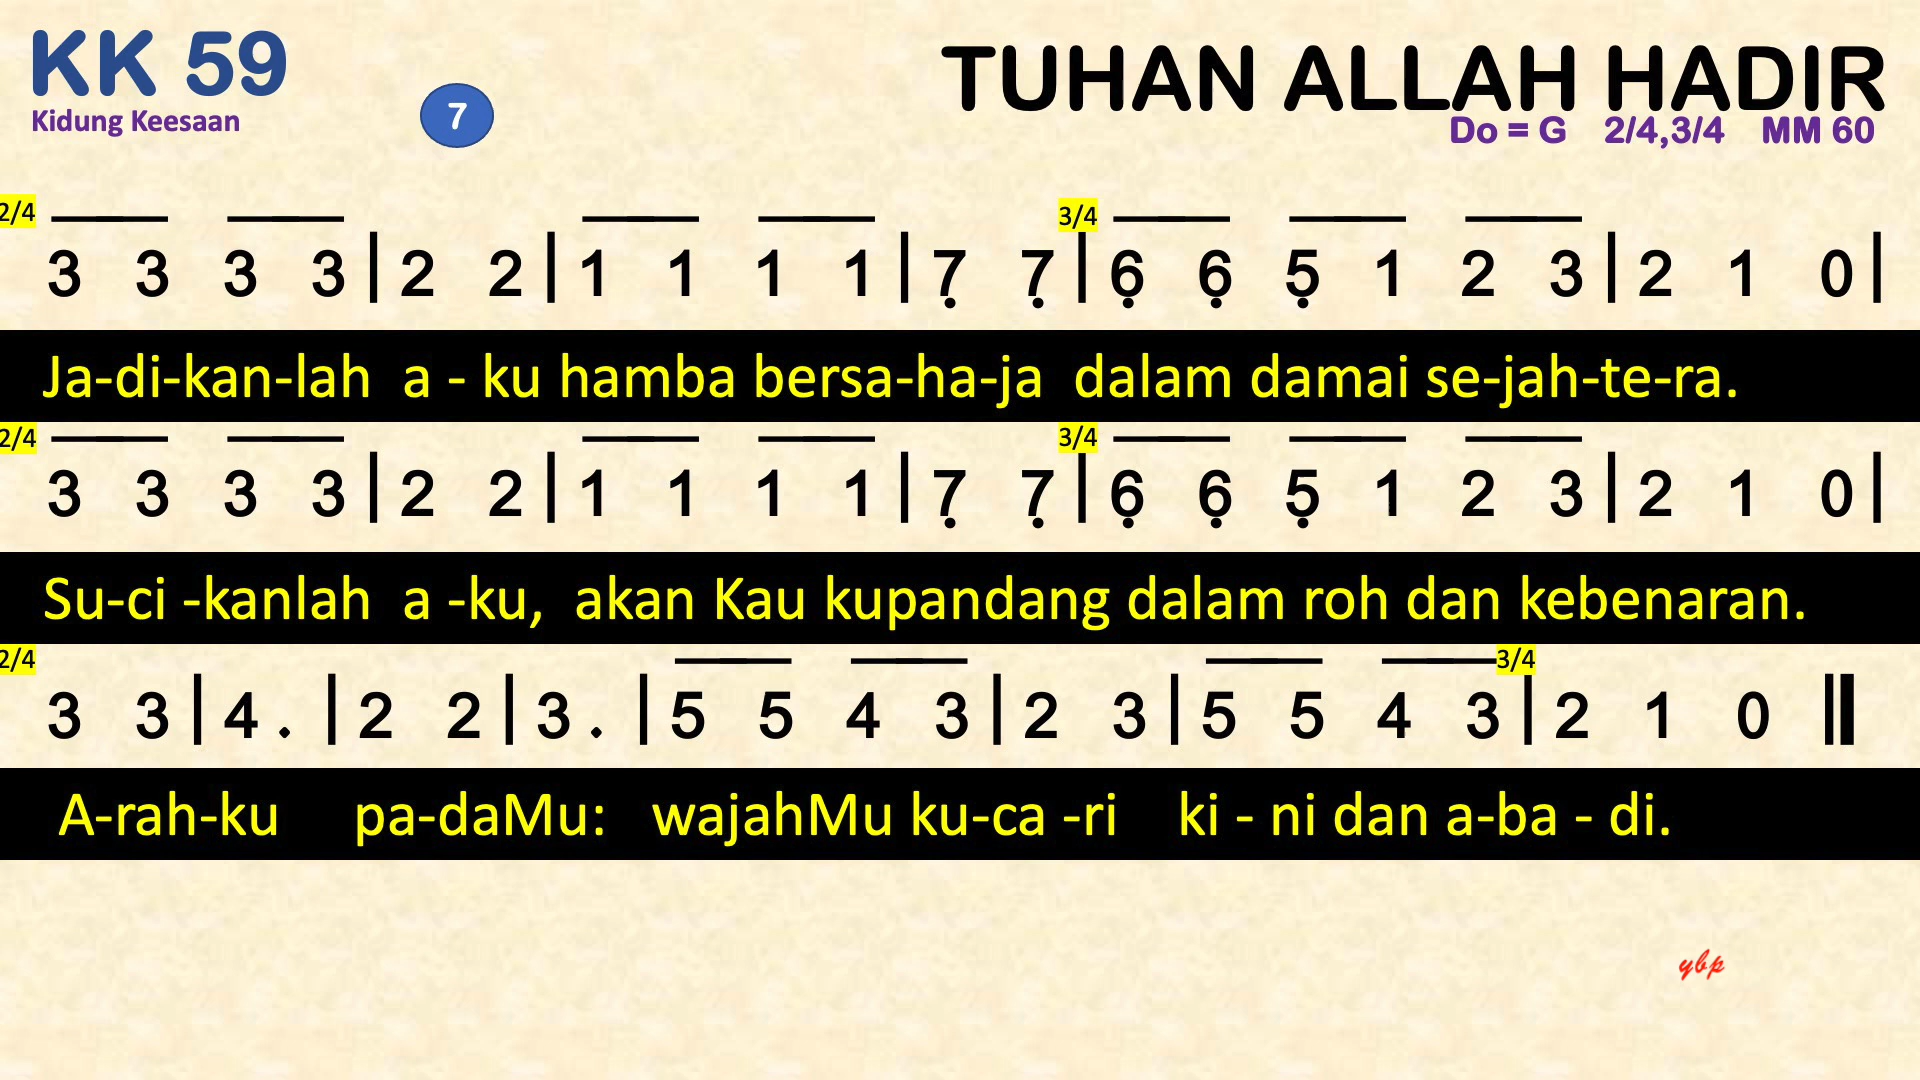 KK 59
Kidung Keesaan
7
TUHAN ALLAH HADIR
Do = G 2/4,3/4 MM 60
2/4 3/4
3 3 3 3 | 2 2 | 1 1 1 1 | 7̣ 7̣ | 6̣ 6̣ 5̣ 1 2 3 | 2 1 0 |
Ja-di-kan-lah a - ku hamba bersa-ha-ja dalam damai se-jah-te-ra.
2/4 3/4
3 3 3 3 | 2 2 | 1 1 1 1 | 7̣ 7̣ | 6̣ 6̣ 5̣ 1 2 3 | 2 1 0 |
Su-ci -kanlah a -ku, akan Kau kupandang dalam roh dan kebenaran.
2/4 3/4
3 3 | 4 . | 2 2 | 3 . | 5 5 4 3 | 2 3 | 5 5 4 3 | 2 1 0 ||
A-rah-ku pa-daMu: wajahMu ku-ca -ri ki - ni dan a-ba - di.
ybp